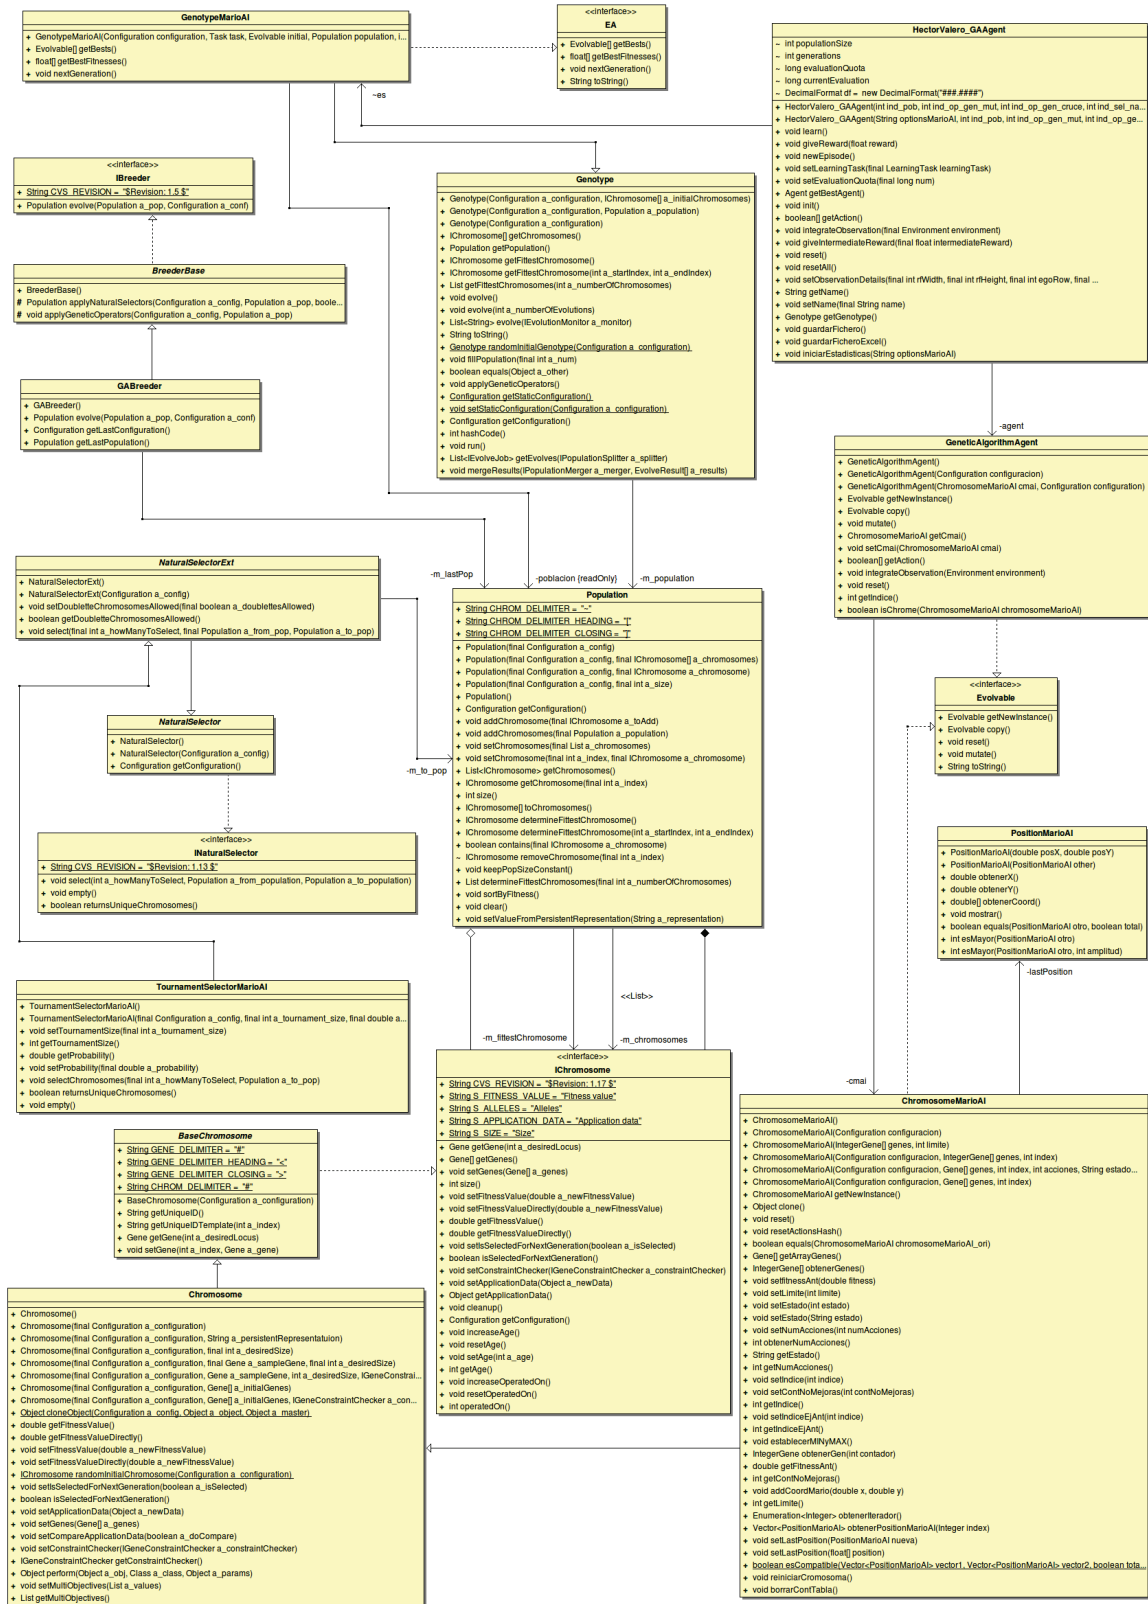 GenotypeMarioAI
+ GenotypeMarioAI(Configuration configuration, Task task, Evolvable initial, Population population, i...
+ Evolvable[] getBests()
+ float[] getBestFitnesses()
+ void nextGeneration()
<<interface>>
EA
+ Evolvable[] getBests()
+ float[] getBestFitnesses()
+ void nextGeneration()
+ String toString()
HectorValero_GAAgent
~ int populationSize
~ int generations
~ long evaluationQuota
~ long currentEvaluation
~ DecimalFormat df = new DecimalFormat("###.####")
+ HectorValero_GAAgent(int ind_pob, int ind_op_gen_mut, int ind_op_gen_cruce, int ind_sel_na...
+ HectorValero_GAAgent(String optionsMarioAI, int ind_pob, int ind_op_gen_mut, int ind_op_ge...
+ void learn()
+ void giveReward(float reward)
+ void newEpisode()
+ void setLearningTask(final LearningTask learningTask)
+ void setEvaluationQuota(final long num)
+ Agent getBestAgent()
+ void init()
+ boolean[] getAction()
+ void integrateObservation(final Environment environment)
+ void giveIntermediateReward(final float intermediateReward)
+ void reset()
+ void resetAll()
+ void setObservationDetails(final int rfWidth, final int rfHeight, final int egoRow, final ...
+ String getName()
+ void setName(final String name)
+ Genotype getGenotype()
+ void guardarFichero()
+ void guardarFicheroExcel()
+ void iniciarEstadisticas(String optionsMarioAI)
~es
<<interface>>
IBreeder
+ String CVS_REVISION = "$Revision: 1.5 $"
+ Population evolve(Population a_pop, Configuration a_conf)
Genotype
+ Genotype(Configuration a_configuration, IChromosome[] a_initialChromosomes)
+ Genotype(Configuration a_configuration, Population a_population)
+ Genotype(Configuration a_configuration)
+ IChromosome[] getChromosomes()
+ Population getPopulation()
+ IChromosome getFittestChromosome()
+ IChromosome getFittestChromosome(int a_startIndex, int a_endIndex)
+ List getFittestChromosomes(int a_numberOfChromosomes)
+ void evolve()
+ void evolve(int a_numberOfEvolutions)
+ List<String> evolve(IEvolutionMonitor a_monitor)
+ String toString()
+ Genotype randomInitialGenotype(Configuration a_configuration)
+ void fillPopulation(final int a_num)
+ boolean equals(Object a_other)
+ void applyGeneticOperators()
+ Configuration getStaticConfiguration()
+ void setStaticConfiguration(Configuration a_configuration)
+ Configuration getConfiguration()
+ int hashCode()
+ void run()
+ List<IEvolveJob> getEvolves(IPopulationSplitter a_splitter)
+ void mergeResults(IPopulationMerger a_merger, EvolveResult[] a_results)
BreederBase
+ BreederBase()
# Population applyNaturalSelectors(Configuration a_config, Population a_pop, boole...
# void applyGeneticOperators(Configuration a_config, Population a_pop)
GABreeder
+ GABreeder()
+ Population evolve(Population a_pop, Configuration a_conf)
+ Configuration getLastConfiguration()
+ Population getLastPopulation()
-agent
GeneticAlgorithmAgent
+ GeneticAlgorithmAgent()
+ GeneticAlgorithmAgent(Configuration configuracion)
+ GeneticAlgorithmAgent(ChromosomeMarioAI cmai, Configuration configuration)
+ Evolvable getNewInstance()
+ Evolvable copy()
+ void mutate()
+ ChromosomeMarioAI getCmai()
+ void setCmai(ChromosomeMarioAI cmai)
+ boolean[] getAction()
+ void integrateObservation(Environment environment)
+ void reset()
+ int getIndice()
+ boolean isChrome(ChromosomeMarioAI chromosomeMarioAI)
NaturalSelectorExt
+ NaturalSelectorExt()
+ NaturalSelectorExt(Configuration a_config)
+ void setDoubletteChromosomesAllowed(final boolean a_doublettesAllowed)
+ boolean getDoubletteChromosomesAllowed()
+ void select(final int a_howManyToSelect, final Population a_from_pop, Population a_to_pop)
-m_lastPop
-poblacion {readOnly}
-m_population
Population
+ String CHROM_DELIMITER = "~"
+ String CHROM_DELIMITER_HEADING = "["
+ String CHROM_DELIMITER_CLOSING = "]"
+ Population(final Configuration a_config)
+ Population(final Configuration a_config, final IChromosome[] a_chromosomes)
+ Population(final Configuration a_config, final IChromosome a_chromosome)
+ Population(final Configuration a_config, final int a_size)
+ Population()
+ Configuration getConfiguration()
+ void addChromosome(final IChromosome a_toAdd)
+ void addChromosomes(final Population a_population)
+ void setChromosomes(final List a_chromosomes)
+ void setChromosome(final int a_index, final IChromosome a_chromosome)
+ List<IChromosome> getChromosomes()
+ IChromosome getChromosome(final int a_index)
+ int size()
+ IChromosome[] toChromosomes()
+ IChromosome determineFittestChromosome()
+ IChromosome determineFittestChromosome(int a_startIndex, int a_endIndex)
+ boolean contains(final IChromosome a_chromosome)
~ IChromosome removeChromosome(final int a_index)
+ void keepPopSizeConstant()
+ List determineFittestChromosomes(final int a_numberOfChromosomes)
+ void sortByFitness()
+ void clear()
+ void setValueFromPersistentRepresentation(String a_representation)
<<interface>>
Evolvable
+ Evolvable getNewInstance()
+ Evolvable copy()
+ void reset()
+ void mutate()
+ String toString()
NaturalSelector
+ NaturalSelector()
+ NaturalSelector(Configuration a_config)
+ Configuration getConfiguration()
-m_to_pop
<<interface>>
INaturalSelector
+ String CVS_REVISION = "$Revision: 1.13 $"
+ void select(int a_howManyToSelect, Population a_from_population, Population a_to_population)
+ void empty()
+ boolean returnsUniqueChromosomes()
PositionMarioAI
+ PositionMarioAI(double posX, double posY)
+ PositionMarioAI(PositionMarioAI other)
+ double obtenerX()
+ double obtenerY()
+ double[] obtenerCoord()
+ void mostrar()
+ boolean equals(PositionMarioAI otro, boolean total)
+ int esMayor(PositionMarioAI otro)
+ int esMayor(PositionMarioAI otro, int amplitud)
-lastPosition
TournamentSelectorMarioAI
+ TournamentSelectorMarioAI()
+ TournamentSelectorMarioAI(final Configuration a_config, final int a_tournament_size, final double a...
+ void setTournamentSize(final int a_tournament_size)
+ int getTournamentSize()
+ double getProbability()
+ void setProbability(final double a_probability)
+ void selectChromosomes(final int a_howManyToSelect, Population a_to_pop)
+ boolean returnsUniqueChromosomes()
+ void empty()
<<List>>
-m_fittestChromosome
-m_chromosomes
<<interface>>
IChromosome
+ String CVS_REVISION = "$Revision: 1.17 $"
+ String S_FITNESS_VALUE = "Fitness value"
+ String S_ALLELES = "Alleles"
+ String S_APPLICATION_DATA = "Application data"
+ String S_SIZE = "Size"
+ Gene getGene(int a_desiredLocus)
+ Gene[] getGenes()
+ void setGenes(Gene[] a_genes)
+ int size()
+ void setFitnessValue(double a_newFitnessValue)
+ void setFitnessValueDirectly(double a_newFitnessValue)
+ double getFitnessValue()
+ double getFitnessValueDirectly()
+ void setIsSelectedForNextGeneration(boolean a_isSelected)
+ boolean isSelectedForNextGeneration()
+ void setConstraintChecker(IGeneConstraintChecker a_constraintChecker)
+ void setApplicationData(Object a_newData)
+ Object getApplicationData()
+ void cleanup()
+ Configuration getConfiguration()
+ void increaseAge()
+ void resetAge()
+ void setAge(int a_age)
+ int getAge()
+ void increaseOperatedOn()
+ void resetOperatedOn()
+ int operatedOn()
-cmai
ChromosomeMarioAI
+ ChromosomeMarioAI()
+ ChromosomeMarioAI(Configuration configuracion)
+ ChromosomeMarioAI(IntegerGene[] genes, int limite)
+ ChromosomeMarioAI(Configuration configuracion, IntegerGene[] genes, int index)
+ ChromosomeMarioAI(Configuration configuracion, Gene[] genes, int index, int acciones, String estado...
+ ChromosomeMarioAI(Configuration configuracion, Gene[] genes, int index)
+ ChromosomeMarioAI getNewInstance()
+ Object clone()
+ void reset()
+ void resetActionsHash()
+ boolean equals(ChromosomeMarioAI chromosomeMarioAI_ori)
+ Gene[] getArrayGenes()
+ IntegerGene[] obtenerGenes()
+ void setfitnessAnt(double fitness)
+ void setLimite(int limite)
+ void setEstado(int estado)
+ void setEstado(String estado)
+ void setNumAcciones(int numAcciones)
+ int obtenerNumAcciones()
+ String getEstado()
+ int getNumAcciones()
+ void setIndice(int indice)
+ void setContNoMejoras(int contNoMejoras)
+ int getIndice()
+ void setIndiceEjAnt(int indice)
+ int getIndiceEjAnt()
+ void establecerMINyMAX()
+ IntegerGene obtenerGen(int contador)
+ double getFitnessAnt()
+ int getContNoMejoras()
+ void addCoordMario(double x, double y)
+ int getLimite()
+ Enumeration<Integer> obtenerIterador()
+ Vector<PositionMarioAI> obtenerPositionMarioAI(Integer index)
+ void setLastPosition(PositionMarioAI nueva)
+ void setLastPosition(float[] position)
+ boolean esCompatible(Vector<PositionMarioAI> vector1, Vector<PositionMarioAI> vector2, boolean tota...
+ void reiniciarCromosoma()
+ void borrarContTabla()
BaseChromosome
+ String GENE_DELIMITER = "#"
+ String GENE_DELIMITER_HEADING = "<"
+ String GENE_DELIMITER_CLOSING = ">"
+ String CHROM_DELIMITER = "#"
+ BaseChromosome(Configuration a_configuration)
+ String getUniqueID()
+ String getUniqueIDTemplate(int a_index)
+ Gene getGene(int a_desiredLocus)
+ void setGene(int a_index, Gene a_gene)
Chromosome
+ Chromosome()
+ Chromosome(final Configuration a_configuration)
+ Chromosome(final Configuration a_configuration, String a_persistentRepresentatuion)
+ Chromosome(final Configuration a_configuration, final int a_desiredSize)
+ Chromosome(final Configuration a_configuration, final Gene a_sampleGene, final int a_desiredSize)
+ Chromosome(final Configuration a_configuration, Gene a_sampleGene, int a_desiredSize, IGeneConstrai...
+ Chromosome(final Configuration a_configuration, Gene[] a_initialGenes)
+ Chromosome(final Configuration a_configuration, Gene[] a_initialGenes, IGeneConstraintChecker a_con...
+ Object cloneObject(Configuration a_config, Object a_object, Object a_master)
+ double getFitnessValue()
+ double getFitnessValueDirectly()
+ void setFitnessValue(double a_newFitnessValue)
+ void setFitnessValueDirectly(double a_newFitnessValue)
+ IChromosome randomInitialChromosome(Configuration a_configuration)
+ void setIsSelectedForNextGeneration(boolean a_isSelected)
+ boolean isSelectedForNextGeneration()
+ void setApplicationData(Object a_newData)
+ void setGenes(Gene[] a_genes)
+ void setCompareApplicationData(boolean a_doCompare)
+ void setConstraintChecker(IGeneConstraintChecker a_constraintChecker)
+ IGeneConstraintChecker getConstraintChecker()
+ Object perform(Object a_obj, Class a_class, Object a_params)
+ void setMultiObjectives(List a_values)
+ List getMultiObjectives()